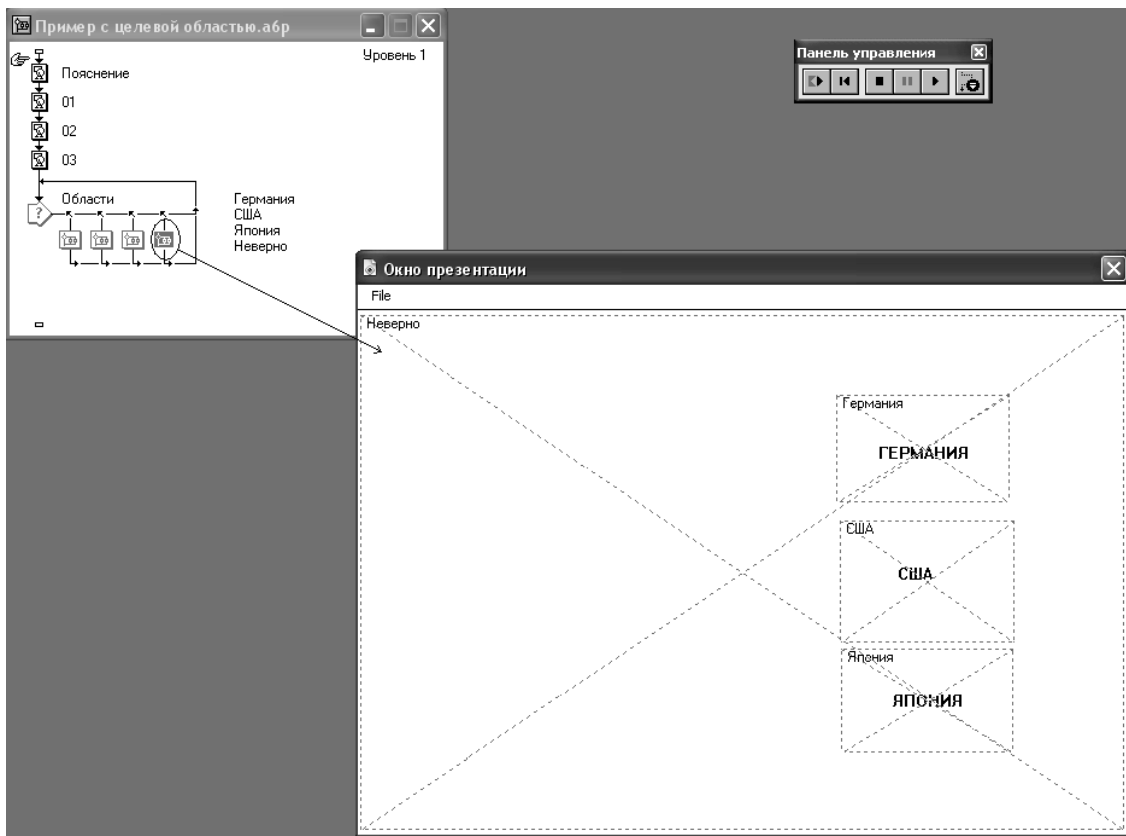 Пример с целевой областью.a6p
Уровень 1
Пояснение
01
02
03
Области
Германия
США
Япония
Неверно
?
Панель управления
Окно презентации
File
Неверно
Германия
ГЕРМАНИЯ
США
США
Япония
ЯПОНИЯ